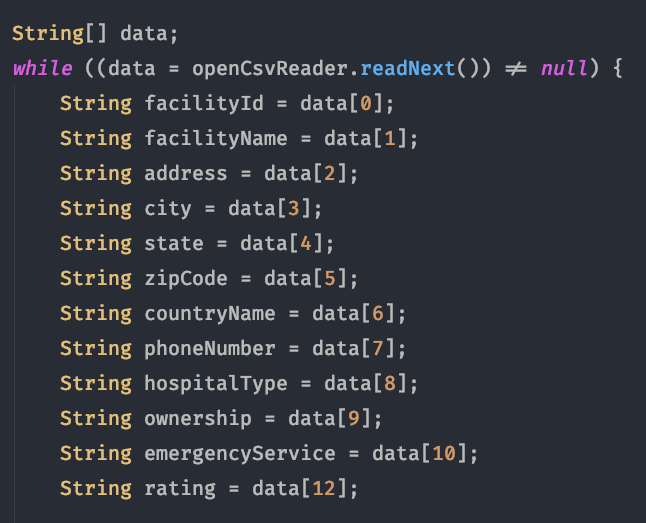 String[] data;
while ((data = openCsvReader.readNext()) != null) {
    String facilityId = data[0];
    String facilityName = data[1];
    String address = data[2];
    String city = data[3];
    String state = data[4];
    String zipCode = data[5];
    String countryName = data[6];
    String phoneNumber = data[7];
    String hospitalType = data[8];
    String ownership = data[9];
    String emergencyService = data[10];
    String rating = data[12];